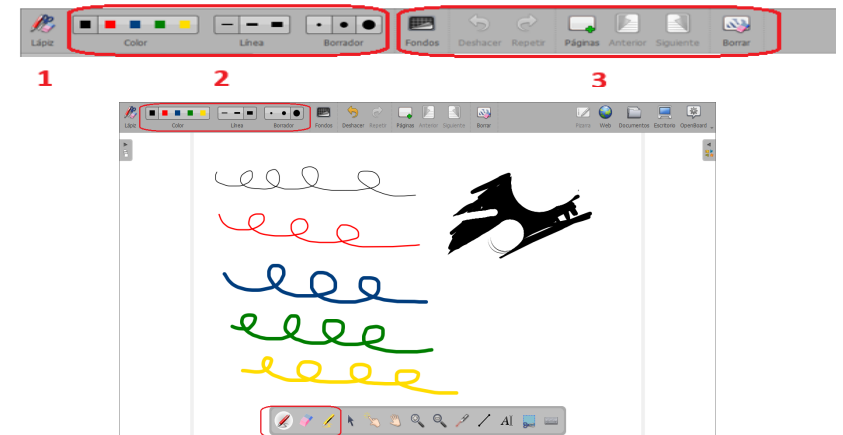 Lápiz Color Línea Borrador Fondos Deshacer Repetir Páginas Anterior Siguiente Borrar
1 2 3
Lápiz Color Línea Borrador Fondos Deshacer Repetir Páginas Anterior Siguiente Borrar Pizarra Web Documentos Escritorio OpenBoard
A